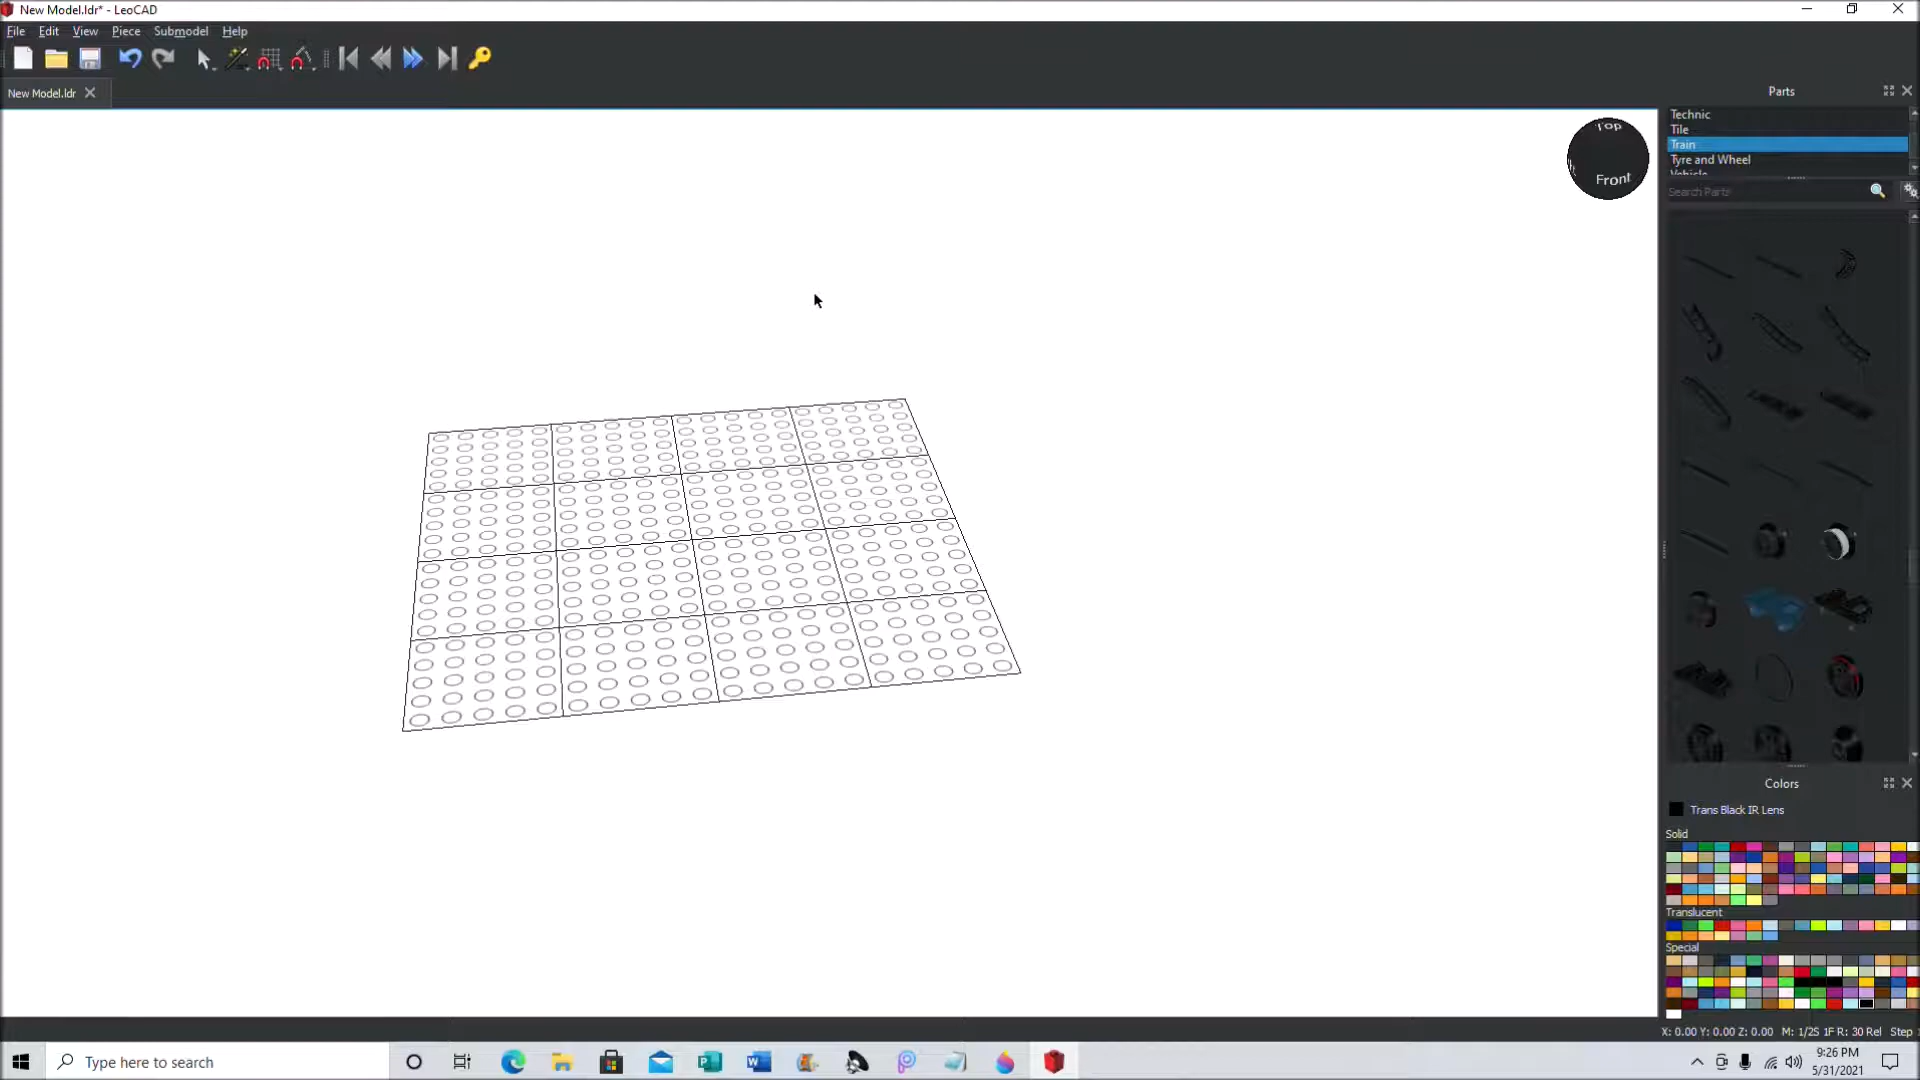 New Model.ldr* - LeoCAD
File Edit View Piece Submodel Help
New Model.ldr
Parts
Technic
Tile
Train
Tyre and Wheel
Vehicle
Search Parts
Top
Front
Colors
Trans Black IR Lens
Solid
Translucent
Special
X: 0.00 Y: 0.00 Z: 0.00 M: 1/2S 1F R: 30 Rel Step
Type here to search
9:26 PM
5/31/2021